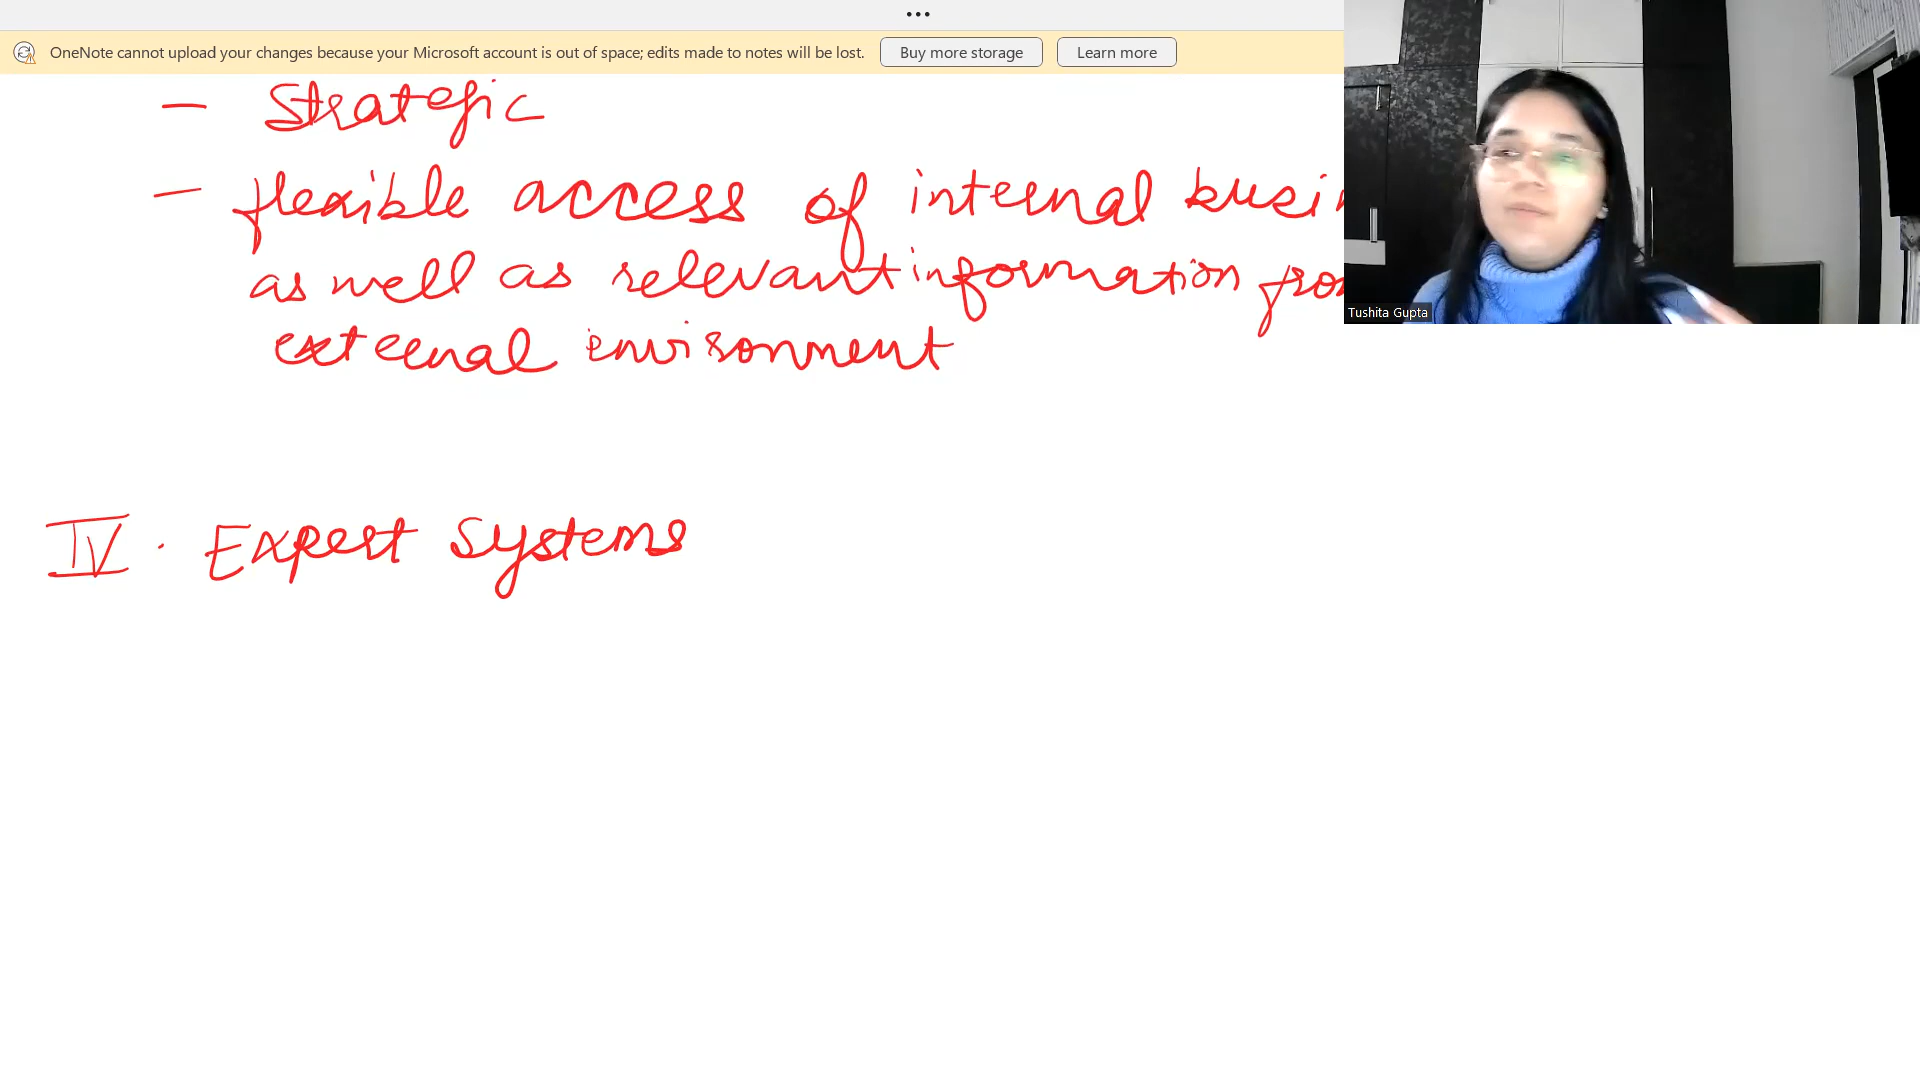 ...
OneNote cannot upload your changes because your Microsoft account is out of space; edits made to notes will be lost. Buy more storage Learn more
– Strategic
– flexible access of internal
as well as relevant information
external environment
Tushita Gupta
IV. Expert Systems